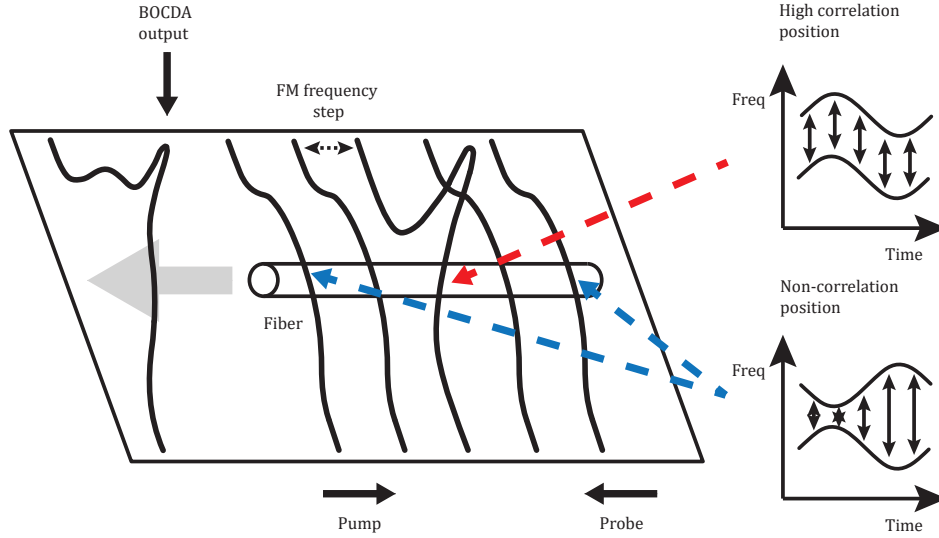 BOCDA
output
FM frequency
step
Fiber
Pump
Probe
High correlation
position
Freq
Time
Non-correlation
position
Freq
Time